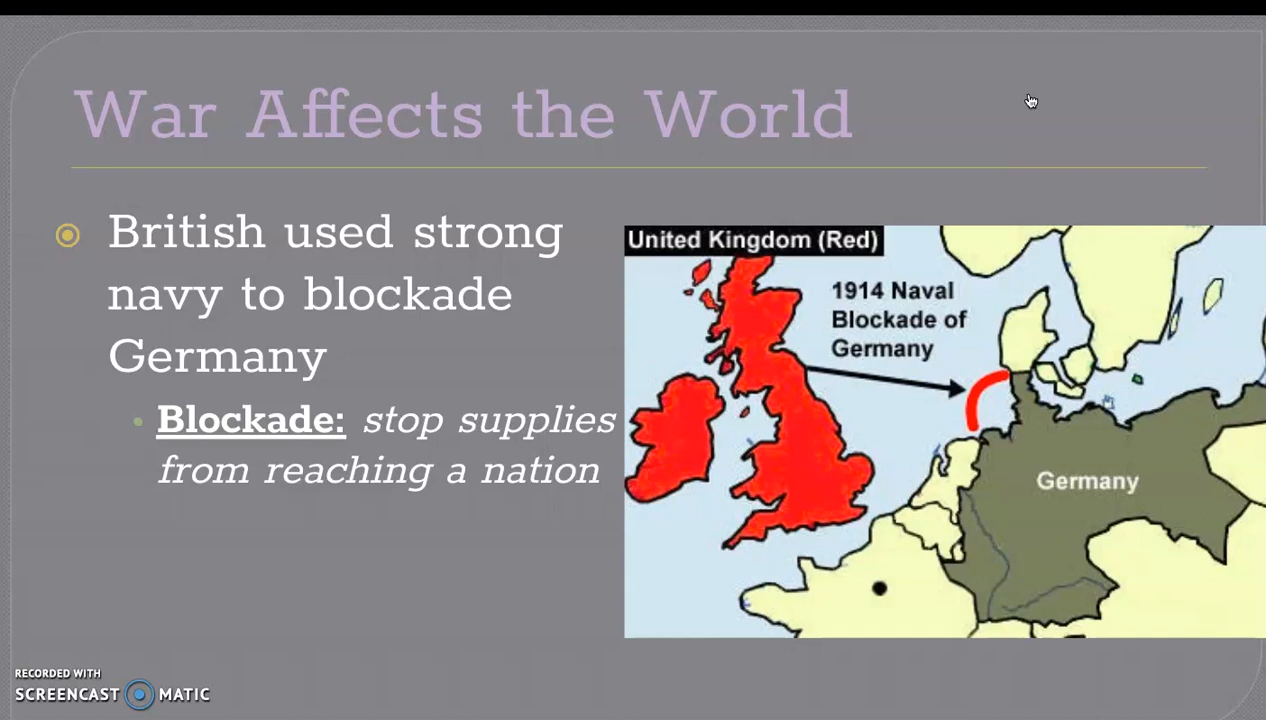 War Affects the World
British used strong
navy to blockade
Germany
Blockade: stop supplies
from reaching a nation
United Kingdom (Red)
1914 Naval
Blockade of
Germany
Germany
RECORDED WITH
SCREENCAST MATIC